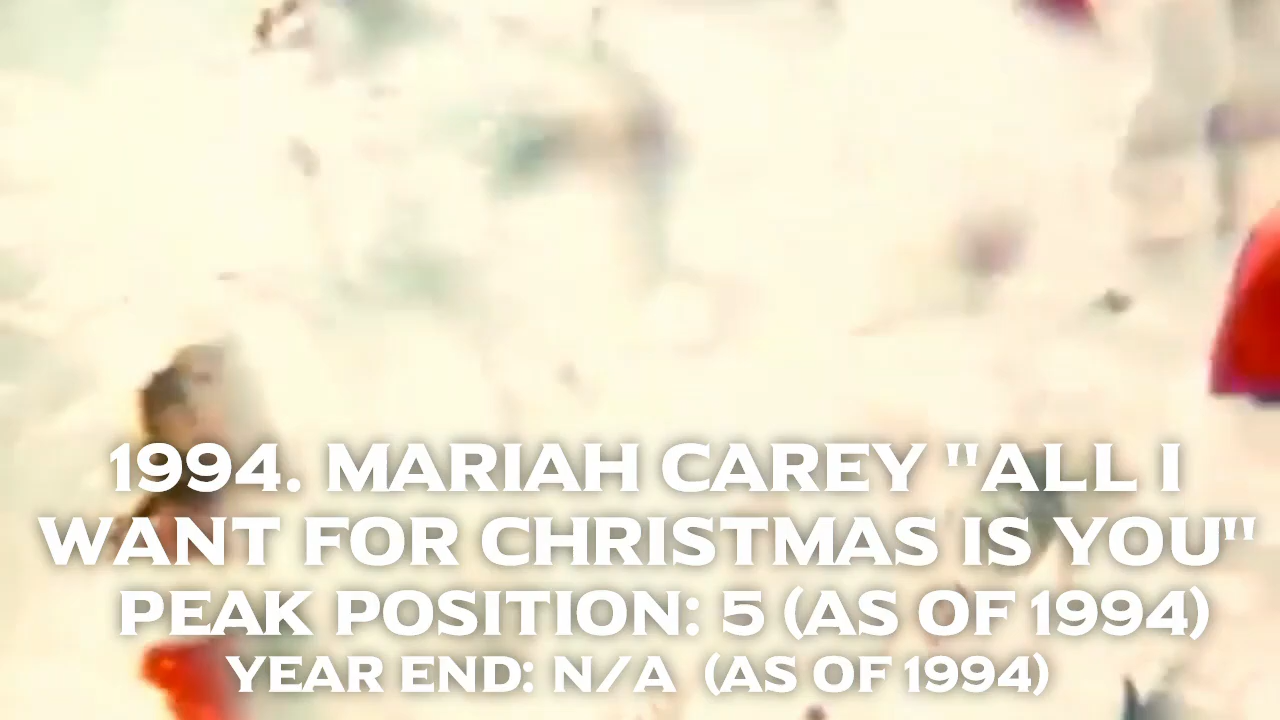 1994. MARIAH CAREY "ALL I
WANT FOR CHRISTMAS IS YOU"
PEAK POSITION: 5 (AS OF 1994)
YEAR END: N/A (AS OF 1994)